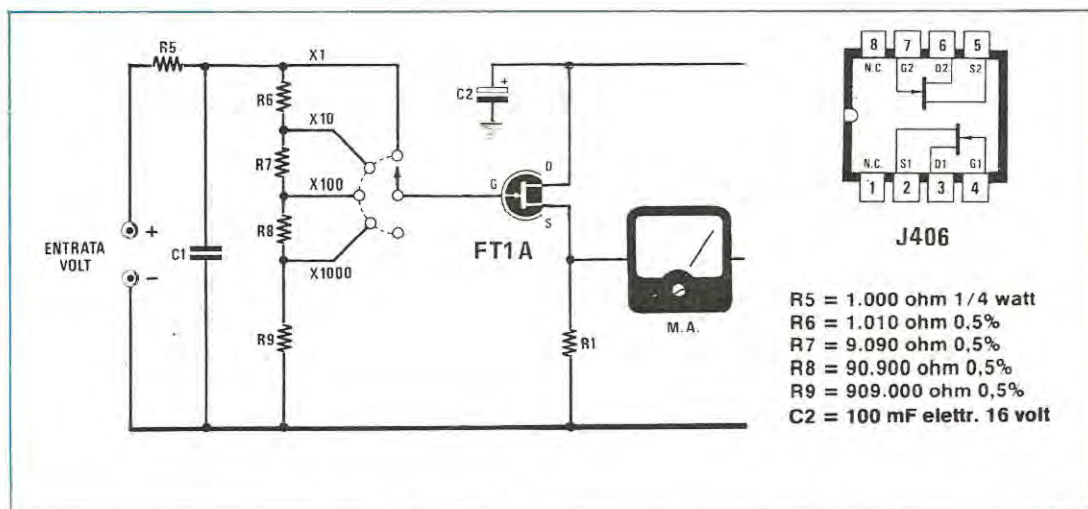 R5
X1
R6
X10
R7
X100
R8
X1000
R9
ENTRATA
VOLT
+
-
C1
C2
+
G
D
S
FT1A
R1
M.A.
8 7 6 5
N.C. G2 D2 S2
N.C. S1 D1 G1
1 2 3 4
J406
R5 = 1.000 ohm 1/4 watt
R6 = 1.010 ohm 0,5%
R7 = 9.090 ohm 0,5%
R8 = 90.900 ohm 0,5%
R9 = 909.000 ohm 0,5%
C2 = 100 mF elettr. 16 volt